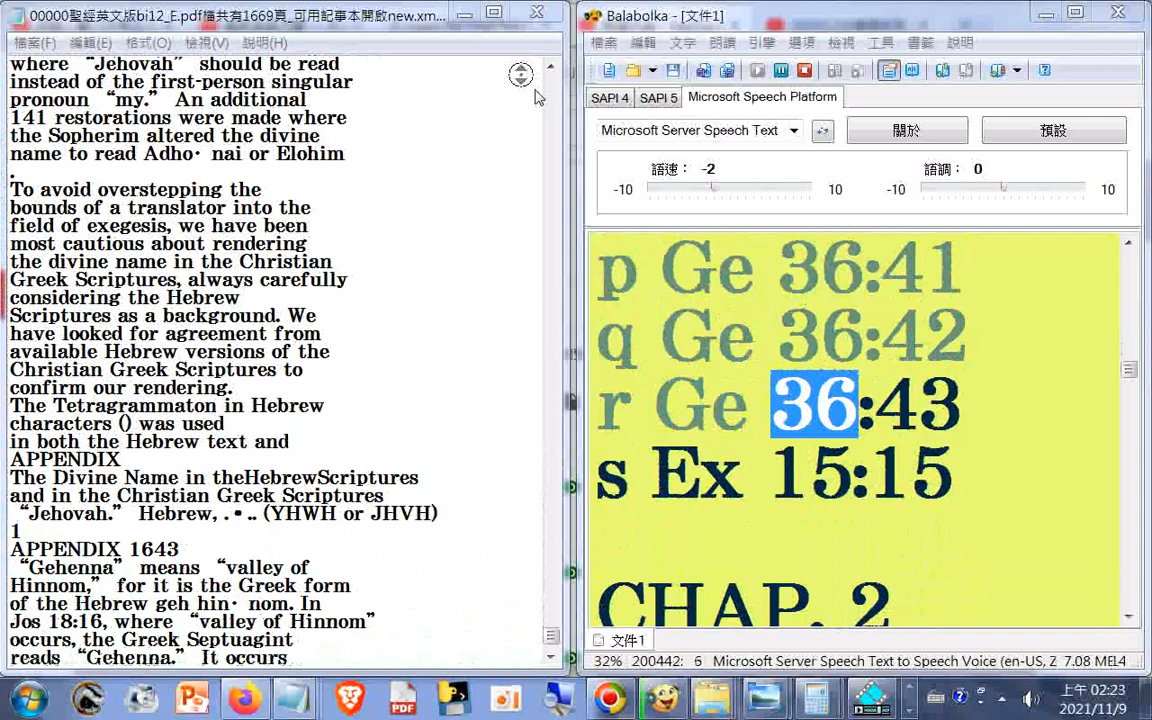 00000聖經英文版bi12_E.pdf檔共有1669頁_可用記事本開啟new.xm...
檔案(F) 編輯(E) 格式(O) 檢視(V) 說明(H)
where “Jehovah” should be read
instead of the first-person singular
pronoun “my.” An additional
141 restorations were made where
the Sopherim altered the divine
name to read Adho· nai or Elohim
.
To avoid overstepping the
bounds of a translator into the
field of exegesis, we have been
most cautious about rendering
the divine name in the Christian
Greek Scriptures, always carefully
considering the Hebrew
Scriptures as a background. We
have looked for agreement from
available Hebrew versions of the
Christian Greek Scriptures to
confirm our rendering.
The Tetragrammaton in Hebrew
characters () was used
in both the Hebrew text and
APPENDIX
The Divine Name in theHebrewScriptures
and in the Christian Greek Scriptures
“Jehovah.” Hebrew, . • .. (YHWH or JHVH)
1
APPENDIX 1643
“Gehenna” means “valley of
Hinnom,” for it is the Greek form
of the Hebrew geh hin· nom. In
Jos 18:16, where “valley of Hinnom”
occurs, the Greek Septuagint
reads “Gehenna.” It occurs
Balabolka - [文件1]
檔案 編輯 文字 朗讀 引擎 選項 檢視 工具 書籤 說明
SAPI 4 SAPI 5 Microsoft Speech Platform
Microsoft Server Speech Text 關於 預設
語速： -2 語調： 0
-10 10 -10 10
p Ge 36:41
q Ge 36:42
r Ge 36:43
s Ex 15:15
CHAP. 2
文件1
32% 200442: 6 Microsoft Server Speech Text to Speech Voice (en-US, Z 7.08 ME14
PDF
上午 02:23
2021/11/9